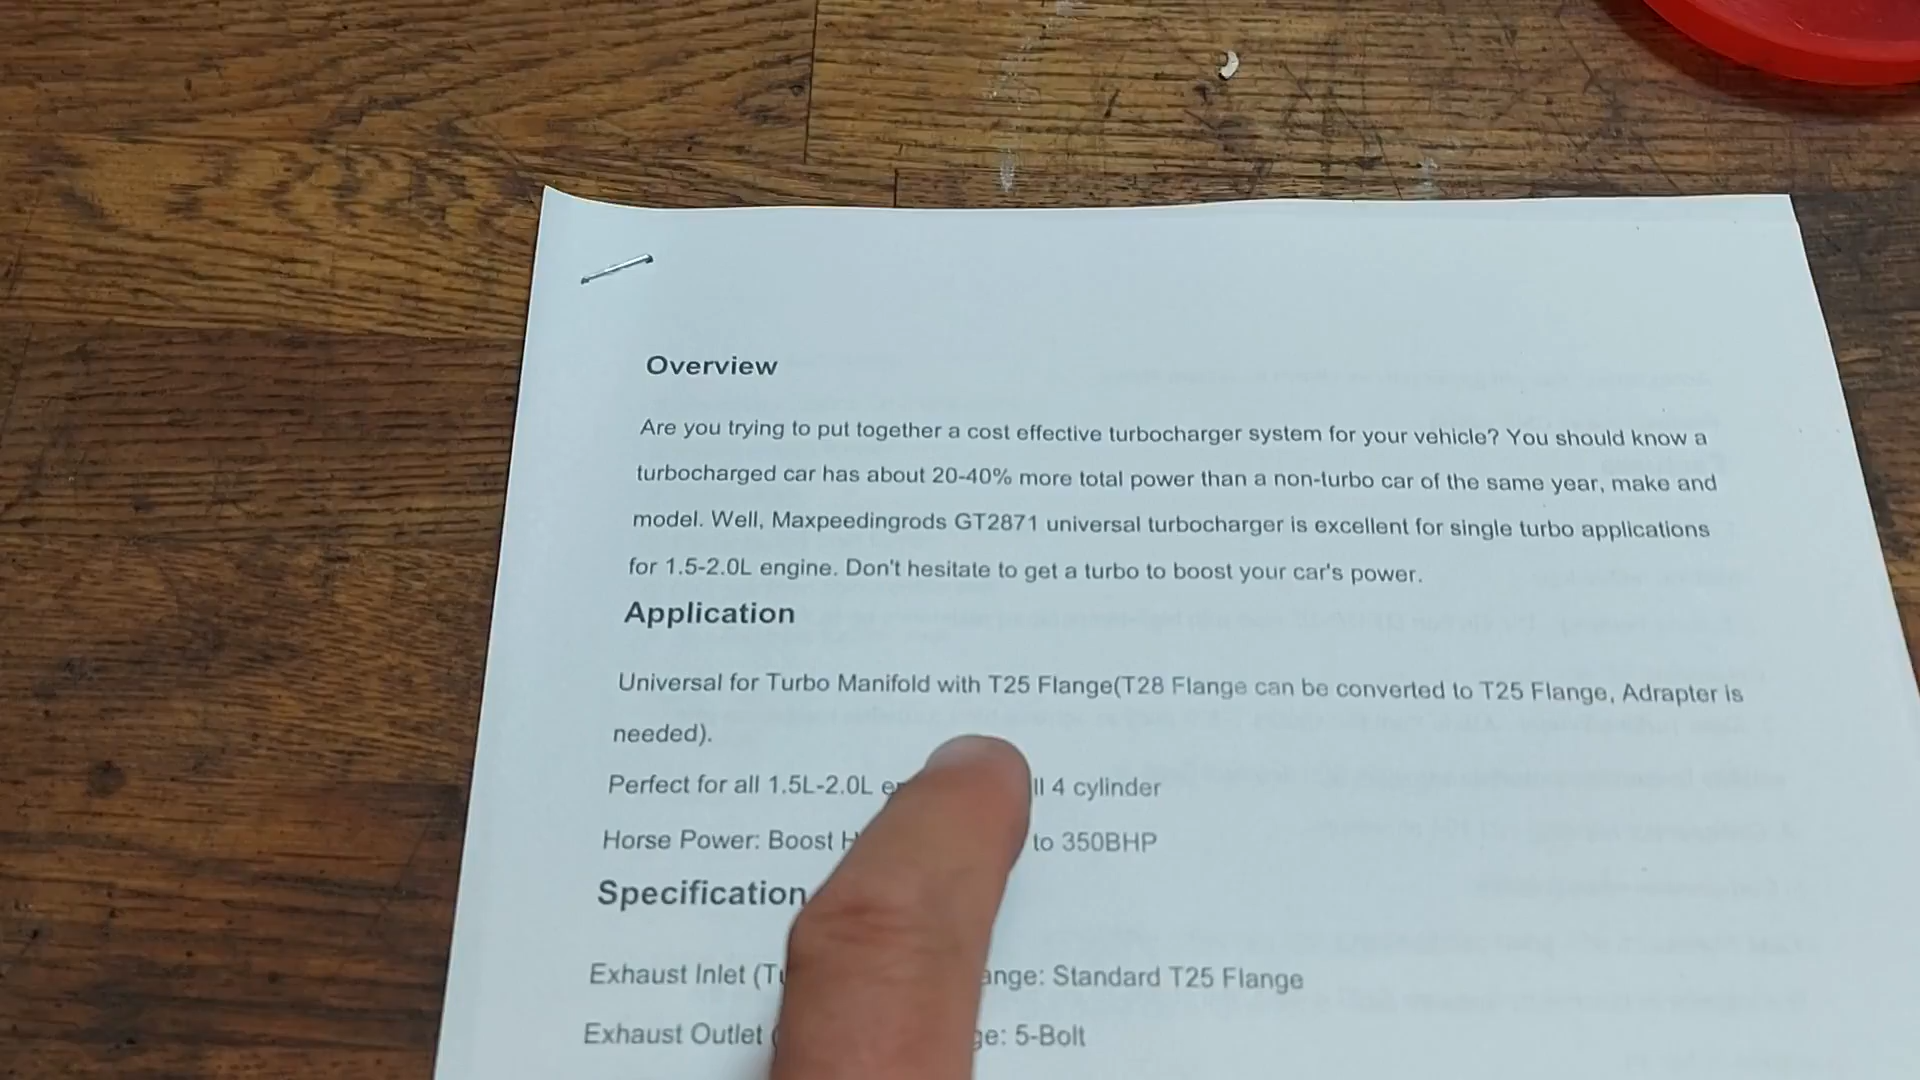 Overview
Are you trying to put together a cost effective turbocharger system for your vehicle? You should know a
turbocharged car has about 20-40% more total power than a non-turbo car of the same year, make and
model. Well, Maxpeedingrods GT2871 universal turbocharger is excellent for single turbo applications
for 1.5-2.0L engine. Don't hesitate to get a turbo to boost your car's power.
Application
Universal for Turbo Manifold with T25 Flange(T28 Flange can be converted to T25 Flange, Adrapter is
needed).
Perfect for all 1.5L-2.0L 4 cylinder
Horse Power: Boost to 350BHP
Specification
Exhaust Inlet Standard T25 Flange
Exhaust Outlet 5-Bolt